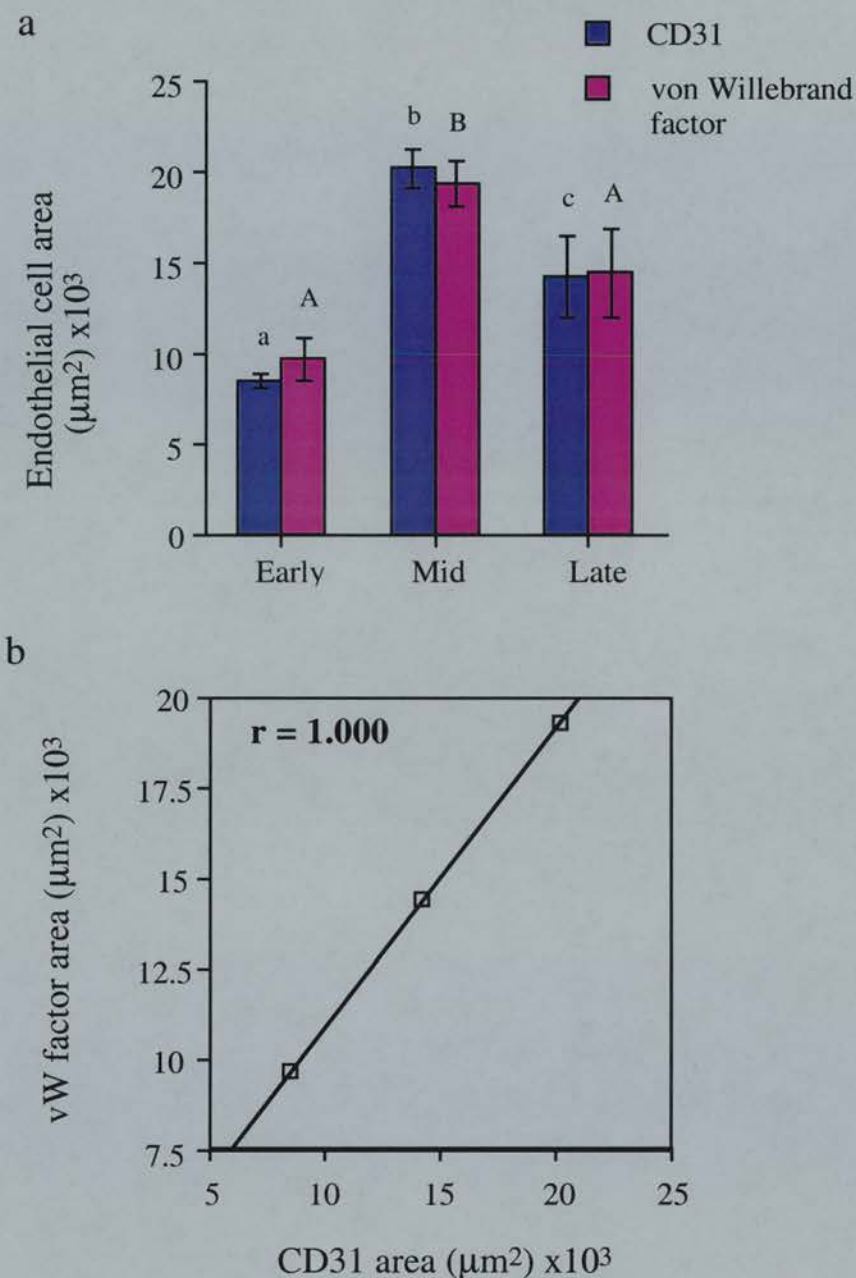 a
CD31
von Willebrand
factor
Endothelial cell area
(µm²) x10³
25
20
15
10
5
0
a
A
b
B
c
A
Early
Mid
Late
b
r = 1.000
vW factor area (µm²) x10³
20
17.5
15
12.5
10
7.5
5
10
15
20
25
CD31 area (µm²) x10³